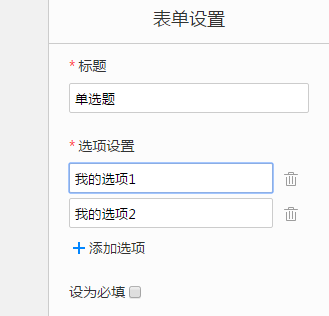 表单设置
* 标题
单选题
* 选项设置
我的选项1
我的选项2
+ 添加选项
设为必填